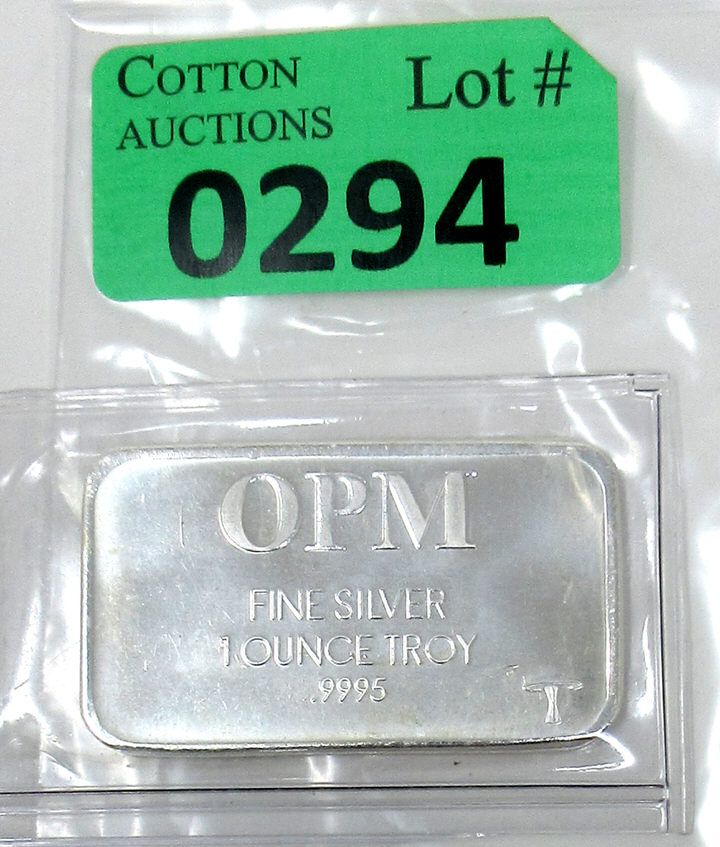 COTTON AUCTIONS
Lot #
0294
OPM
FINE SILVER
1 OUNCE TROY
.9995
T